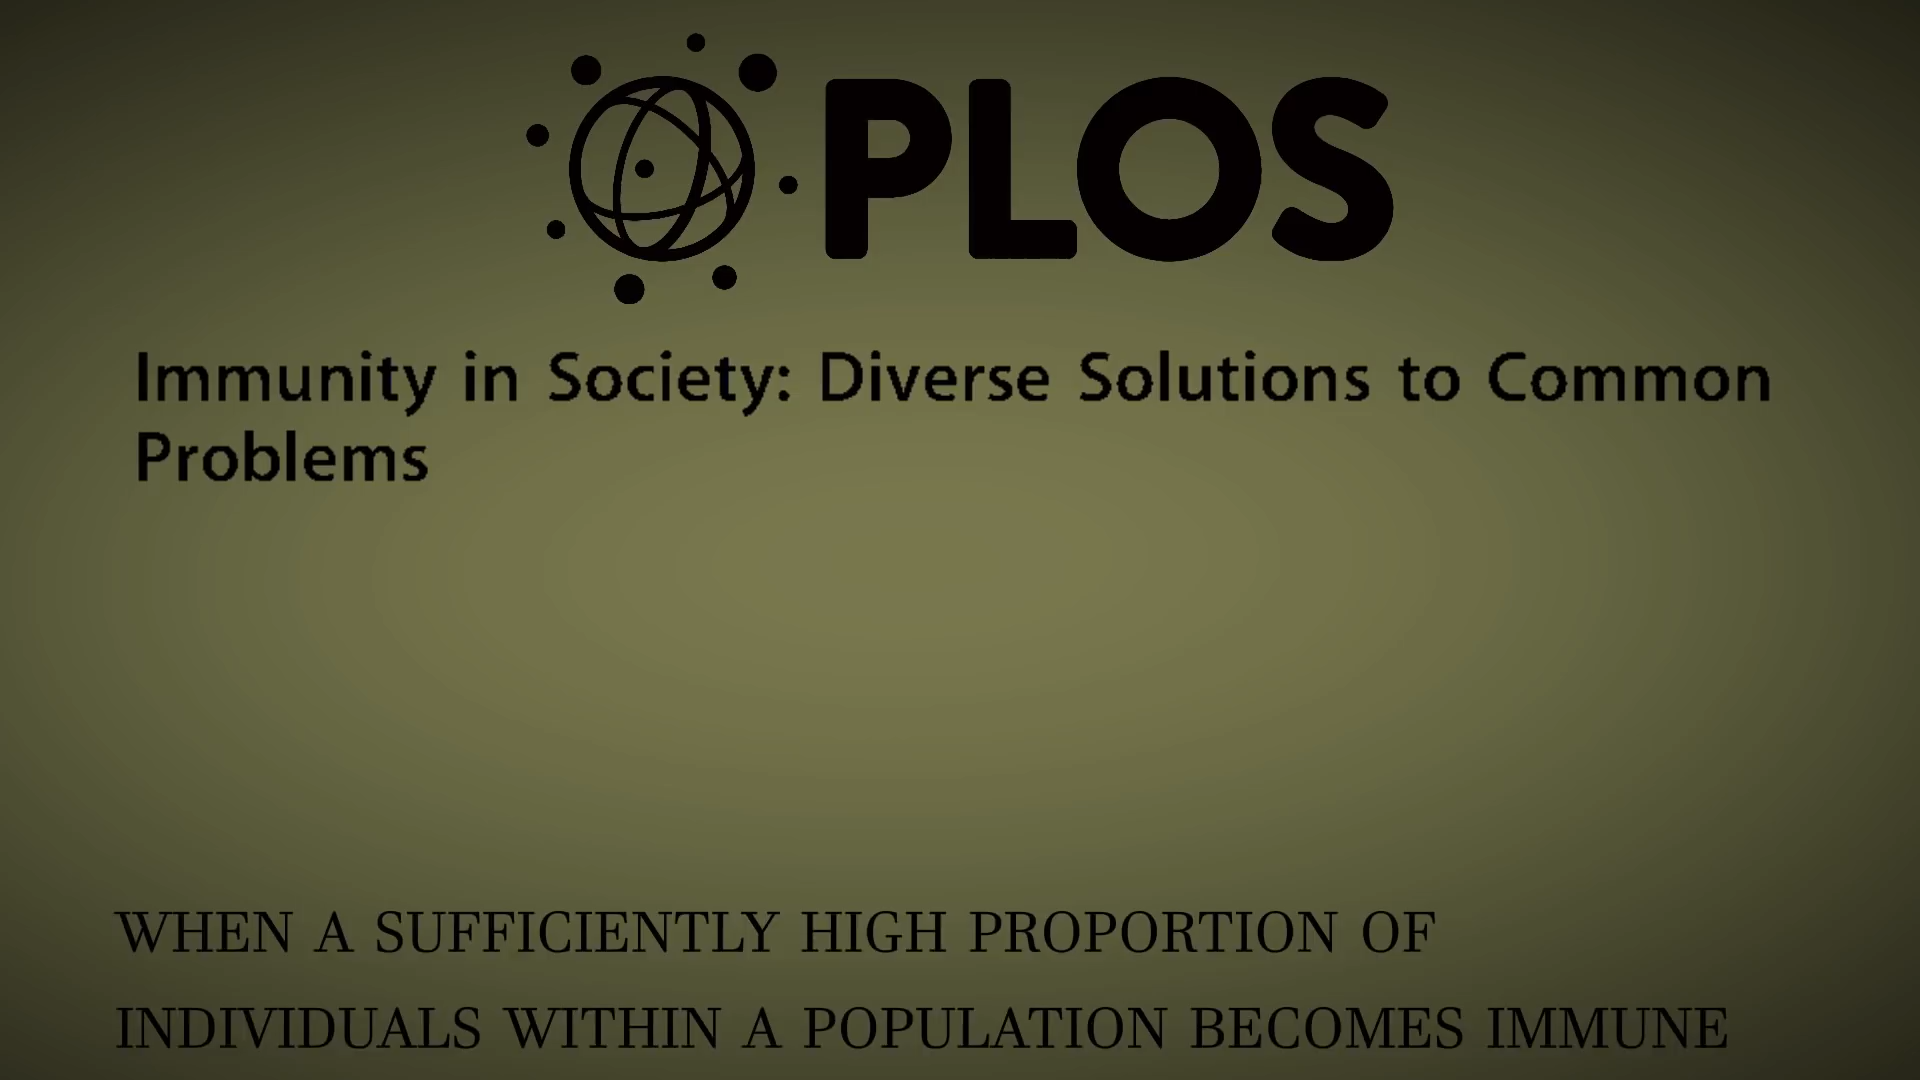 PLOS
Immunity in Society: Diverse Solutions to Common
Problems
WHEN A SUFFICIENTLY HIGH PROPORTION OF
INDIVIDUALS WITHIN A POPULATION BECOMES IMMUNE